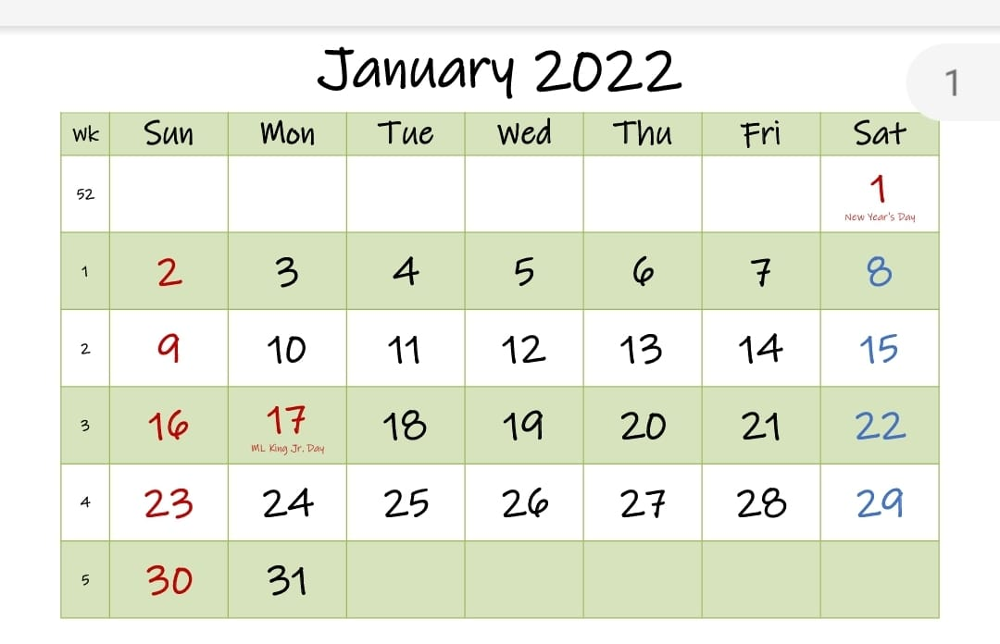 1
January 2022
Wk Sun Mon Tue Wed Thu Fri Sat
52 1
New Year's Day
1 2 3 4 5 6 7 8
2 9 10 11 12 13 14 15
3 16 17 18 19 20 21 22
ML King Jr. Day
4 23 24 25 26 27 28 29
5 30 31